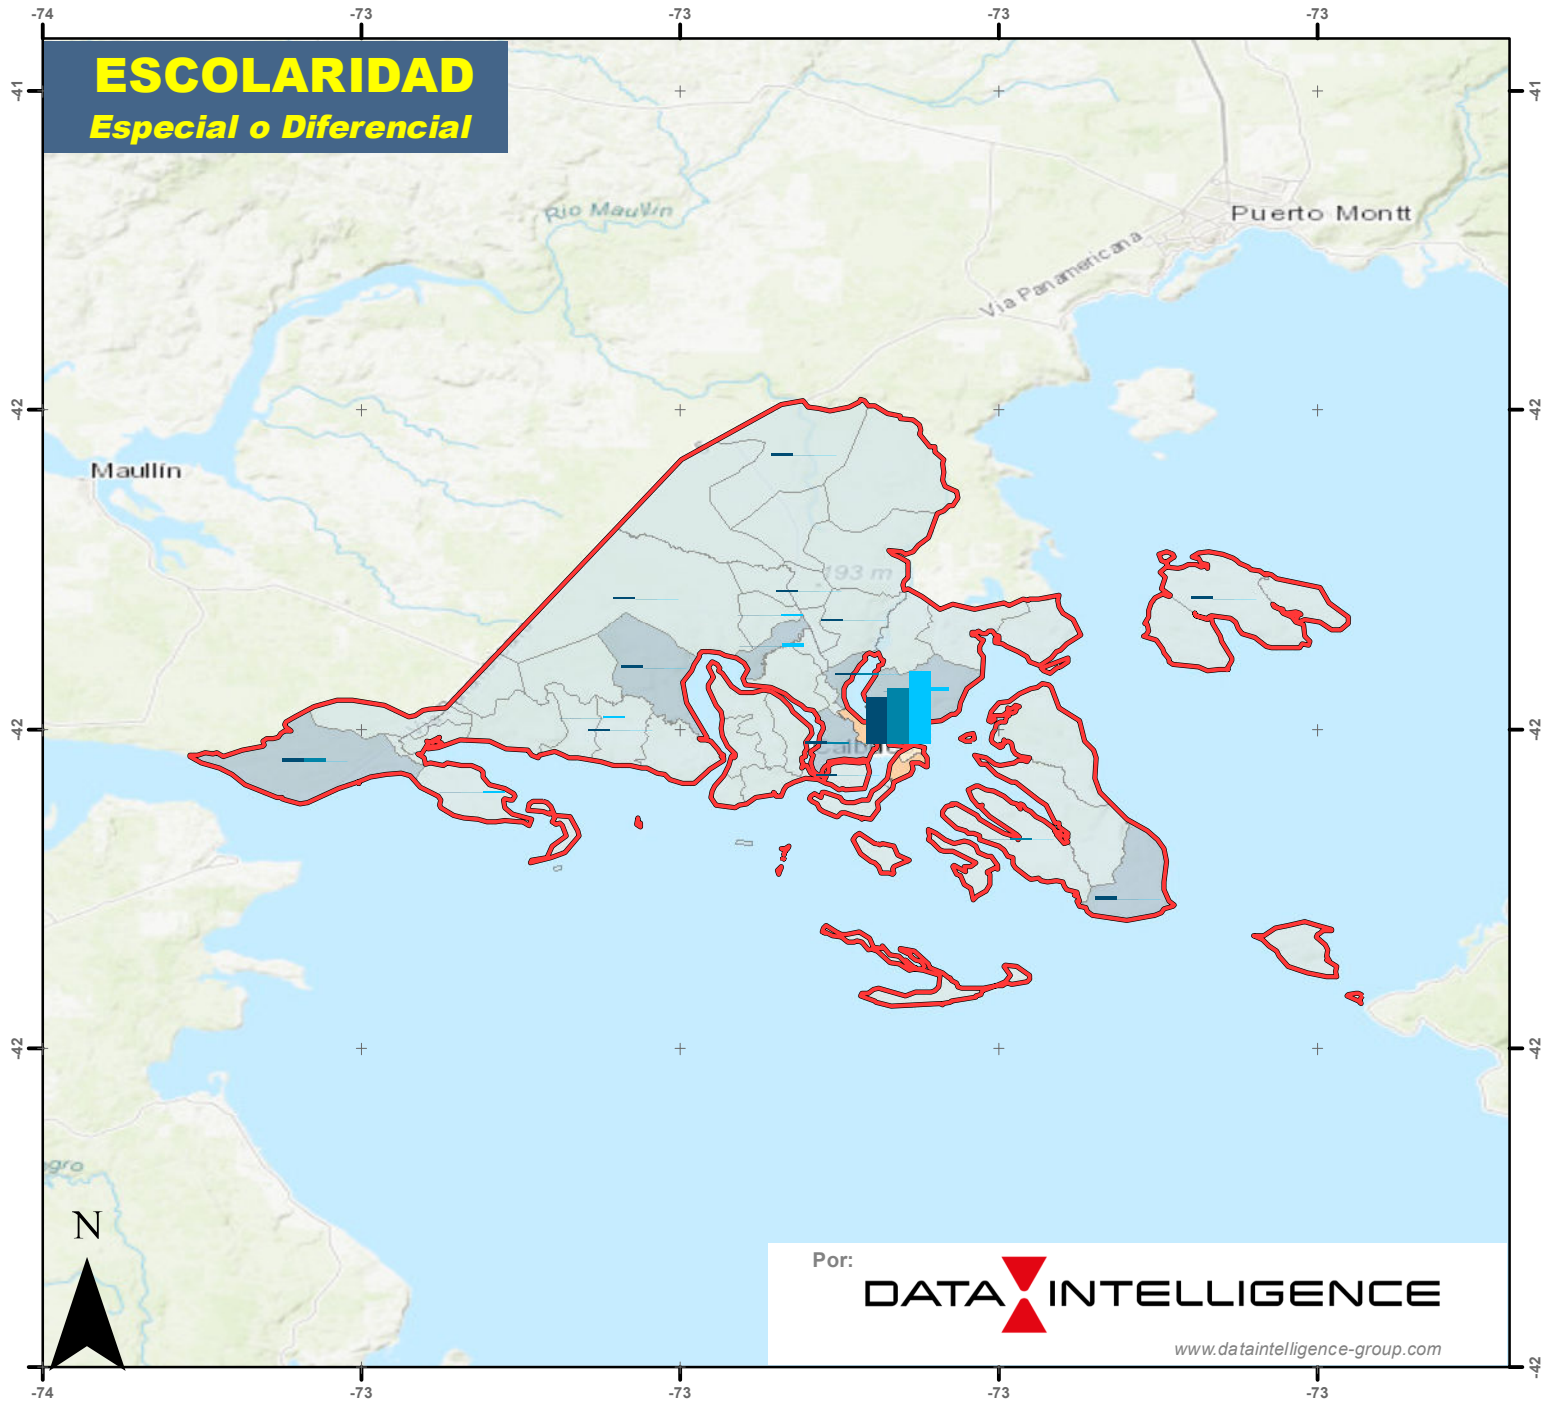 -74 -73 -73 -73 -73
ESCOLARIDAD
Especial o Diferencial
-41 -41
Rio Maullin
Puerto Montt
Via Panamericana
-42 -42
Maullín
193 m
-42 -42
-42 -42
N
Por:
DATA INTELLIGENCE
www.dataintelligence-group.com
-42
-74 -73 -73 -73 -73